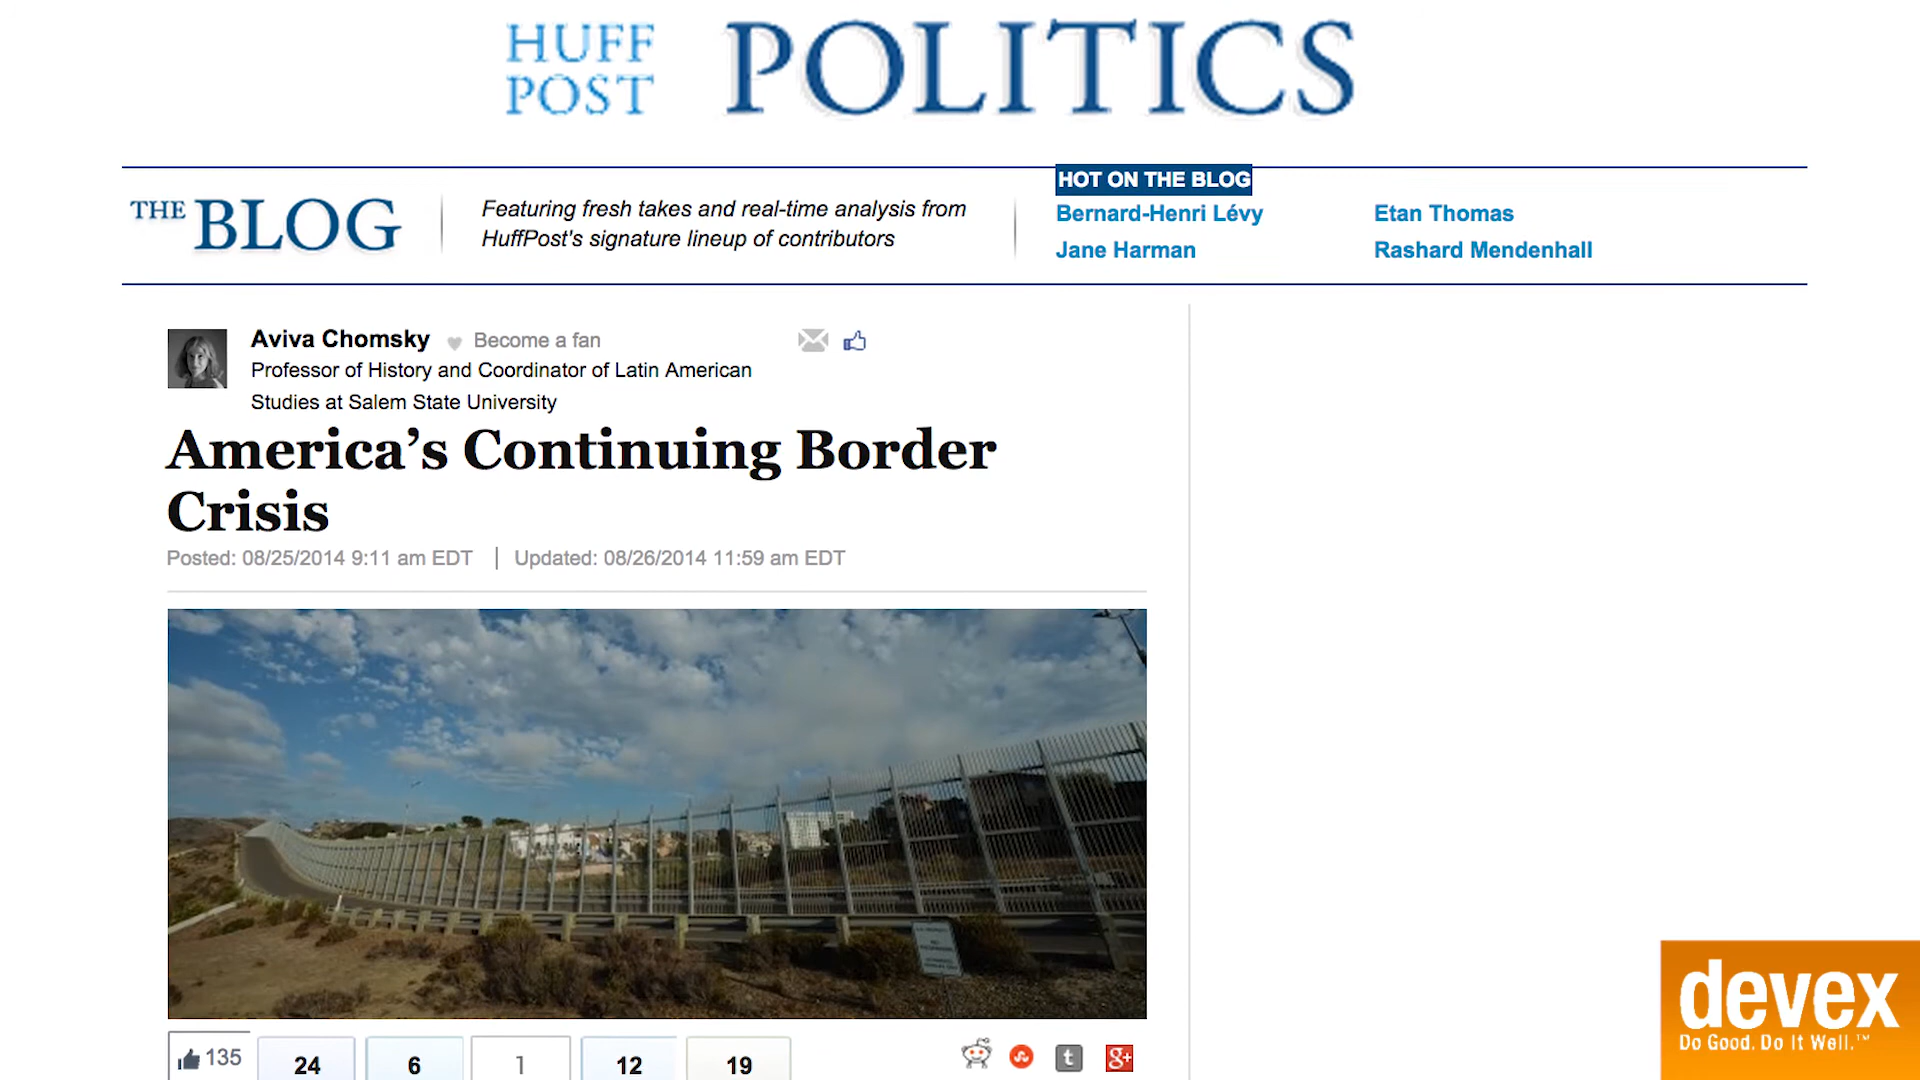 HUFF
POST
POLITICS
THE BLOG
Featuring fresh takes and real-time analysis from
HuffPost's signature lineup of contributors
HOT ON THE BLOG
Bernard-Henri Lévy
Etan Thomas
Jane Harman
Rashard Mendenhall
Aviva Chomsky
Become a fan
Professor of History and Coordinator of Latin American
Studies at Salem State University
America’s Continuing Border
Crisis
Posted: 08/25/2014 9:11 am EDT | Updated: 08/26/2014 11:59 am EDT
135
24
6
1
12
19
t
g+
devex
Do Good. Do It Well.™